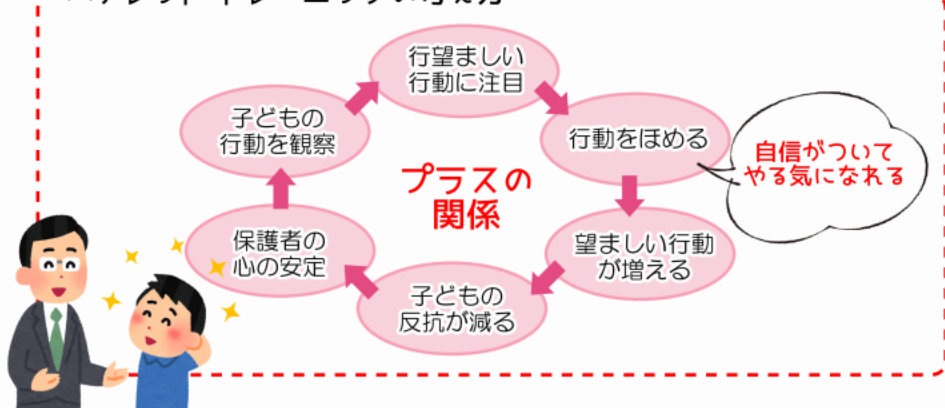 行望ましい
行動に注目
子どもの
行動を観察
行動をほめる
自信がついて
やる気になれる
プラスの
関係
保護者の
心の安定
望ましい行動
が増える
子どもの
反抗が減る